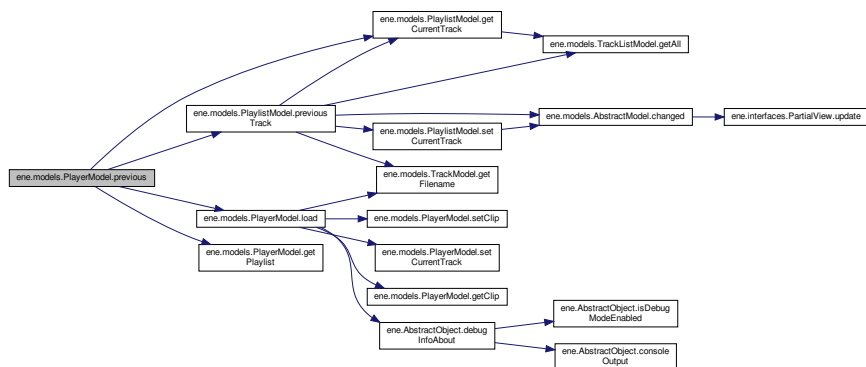 ene.models.PlayerModel.previous
ene.models.PlaylistModel.get
CurrentTrack
ene.models.TrackListModel.getAll
ene.models.PlaylistModel.previous
Track
ene.models.AbstractModel.changed
ene.interfaces.PartialView.update
ene.models.PlaylistModel.set
CurrentTrack
ene.models.TrackModel.get
Filename
ene.models.PlayerModel.load
ene.models.PlayerModel.setClip
ene.models.PlayerModel.get
Playlist
ene.models.PlayerModel.set
CurrentTrack
ene.models.PlayerModel.getClip
ene.AbstractObject.debug
InfoAbout
ene.AbstractObject.isDebug
ModeEnabled
ene.AbstractObject.console
Output